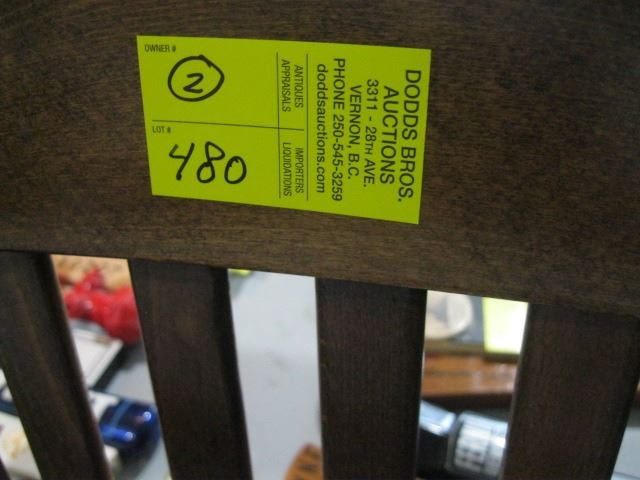 OWNER #
2
LOT #
480
ANTIQUES
APPRAISALS
IMPORTERS
LIQUIDATIONS
DODDS BROS.
AUCTIONS
3311 - 28TH AVE.
VERNON, B.C.
PHONE 250-545-3259
doddsauctions.com